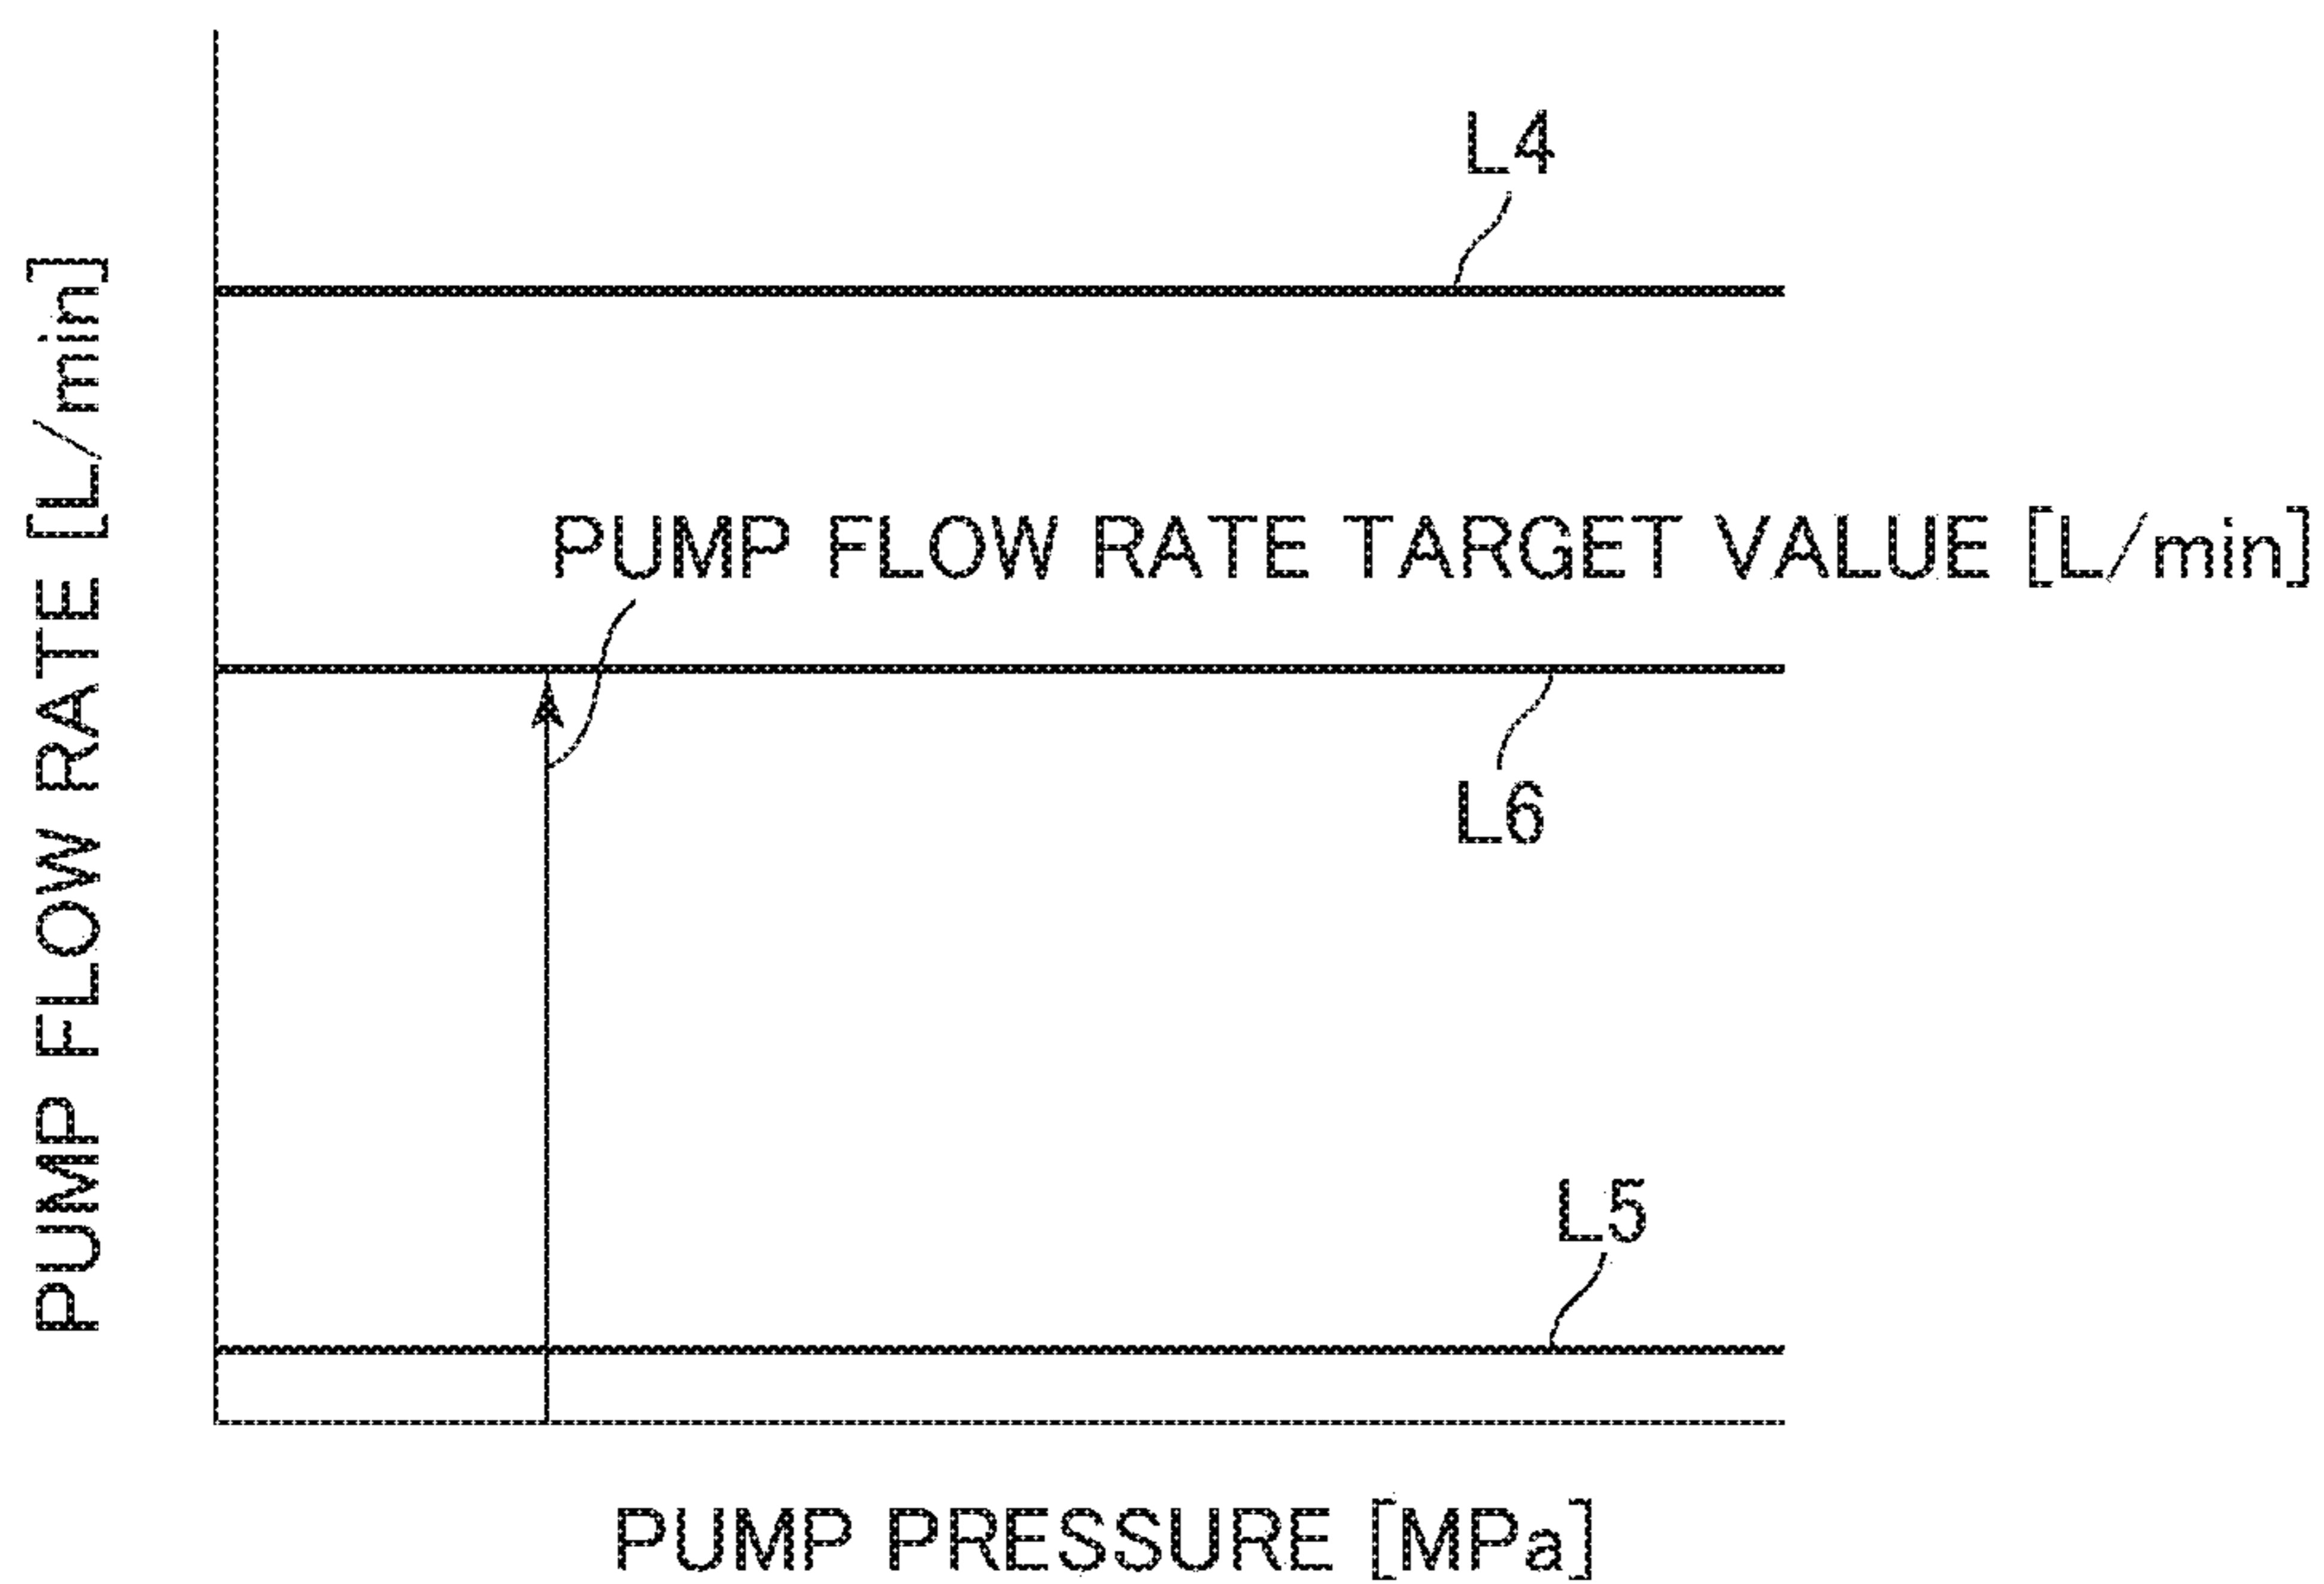 PUMP FLOW RATE [L/min]
L4
PUMP FLOW RATE TARGET VALUE [L/min]
L6
L5
PUMP PRESSURE [MPa]